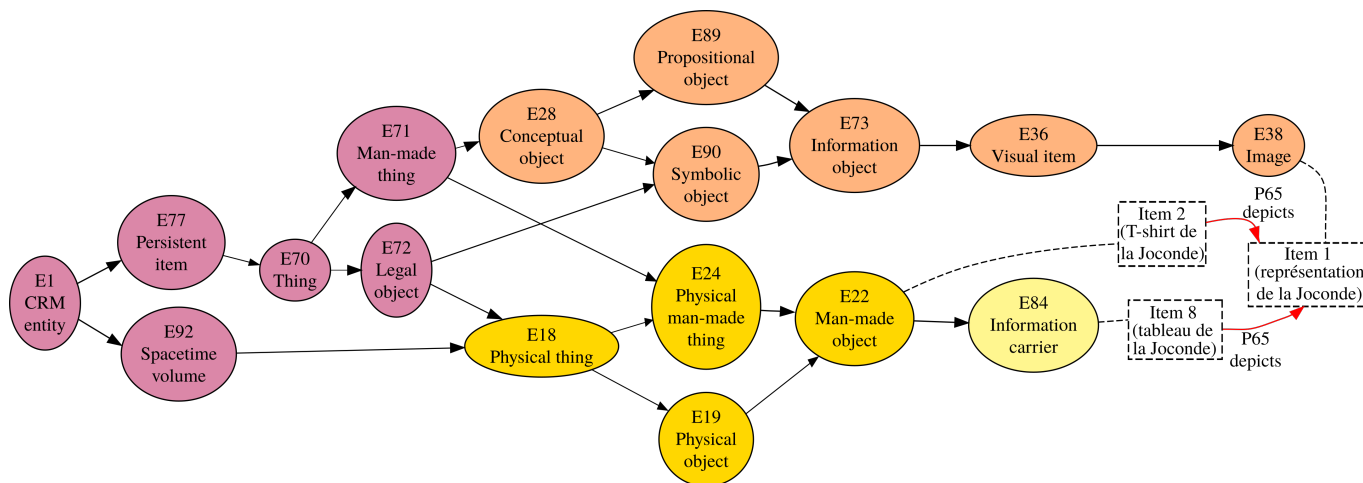 E1
CRM
entity
E77
Persistent
item
E92
Spacetime
volume
E70
Thing
E71
Man-made
thing
E72
Legal
object
E28
Conceptual
object
E18
Physical thing
E89
Propositional
object
E90
Symbolic
object
E24
Physical
man-made
thing
E19
Physical
object
E73
Information
object
E22
Man-made
object
E36
Visual item
E84
Information
carrier
E38
Image
Item 2
(T-shirt de
la Joconde)
P65
depicts
Item 1
(représentation
de la Joconde)
Item 8
(tableau de
la Joconde)
P65
depicts